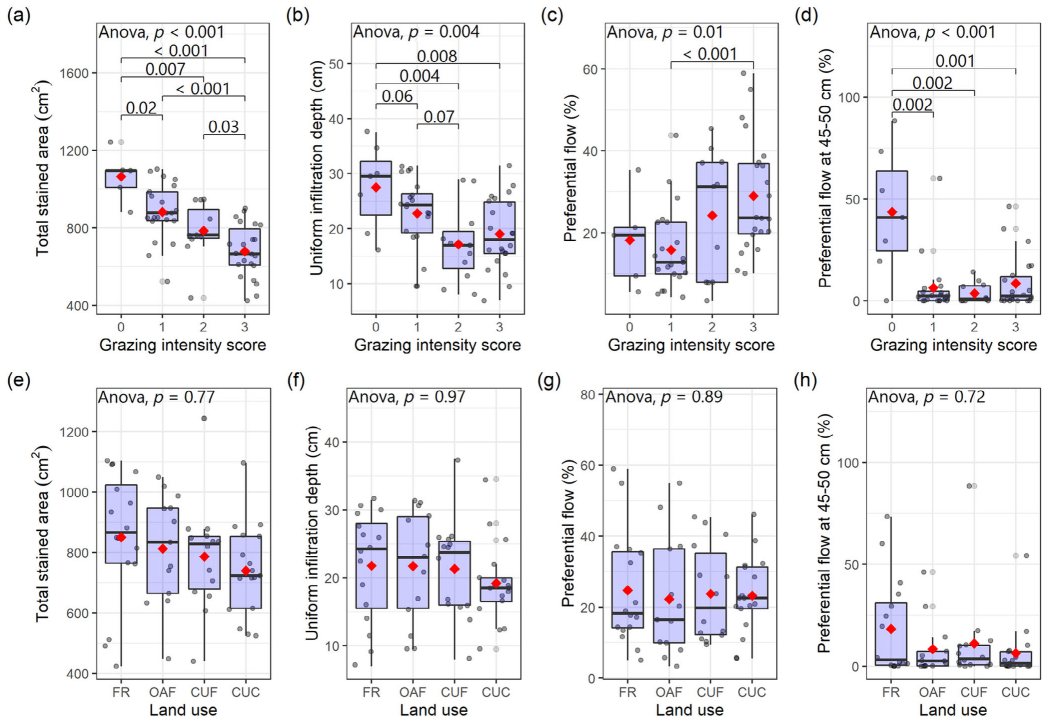 (a)
Anova, p < 0.001
< 0.001
0.007
< 0.001
0.02
0.03
Total stained area (cm2)
1600
1200
800
400
0 1 2 3
Grazing intensity score
(b)
Anova, p = 0.004
0.008
0.004
0.06
0.07
Uniform infiltration depth (cm)
50
40
30
20
10
0 1 2 3
Grazing intensity score
(c)
Anova, p = 0.01
< 0.001
Preferential flow (%)
60
40
20
0 1 2 3
Grazing intensity score
(d)
Anova, p < 0.001
0.001
0.002
0.002
Preferential flow at 45-50 cm (%)
100
50
0
0 1 2 3
Grazing intensity score
(e)
Anova, p = 0.77
Total stained area (cm2)
1200
1000
800
600
400
FR OAF CUF CUC
Land use
(f)
Anova, p = 0.97
Uniform infiltration depth (cm)
40
30
20
10
FR OAF CUF CUC
Land use
(g)
Anova, p = 0.89
Preferential flow (%)
80
60
40
20
0
FR OAF CUF CUC
Land use
(h)
Anova, p = 0.72
Preferential flow at 45-50 cm (%)
100
50
0
FR OAF CUF CUC
Land use